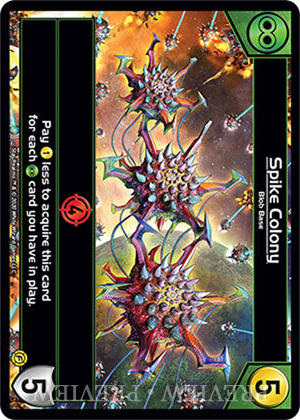 8
Spike Colony
Blob Base
4
Pay 1 less to acquire this card
for each card you have in play.
5
5
PREVIEW • PREVIEW